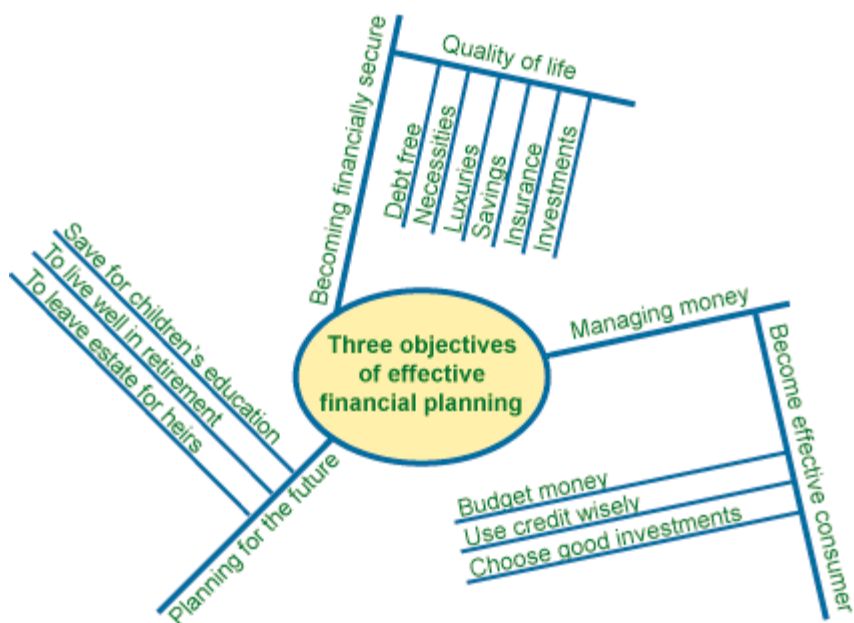 Three objectives
of effective
financial planning
Becoming financially secure
Quality of life
Debt free
Necessities
Luxuries
Savings
Insurance
Investments
Managing money
Become effective consumer
Budget money
Use credit wisely
Choose good investments
Planning for the future
Save for children's education
To live well in retirement
To leave estate for heirs